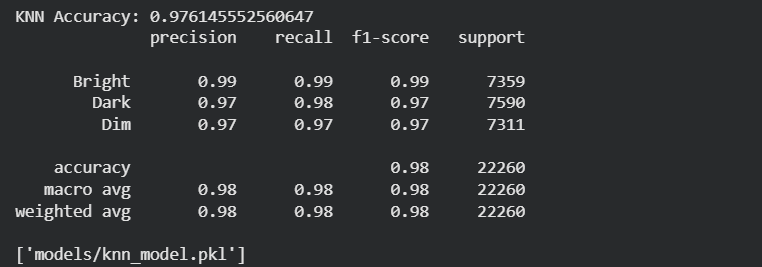 KNN Accuracy: 0.976145552560647
precision recall f1-score support
Bright 0.99 0.99 0.99 7359
Dark 0.97 0.98 0.97 7590
Dim 0.97 0.97 0.97 7311
accuracy 0.98 22260
macro avg 0.98 0.98 0.98 22260
weighted avg 0.98 0.98 0.98 22260
['models/knn_model.pkl']